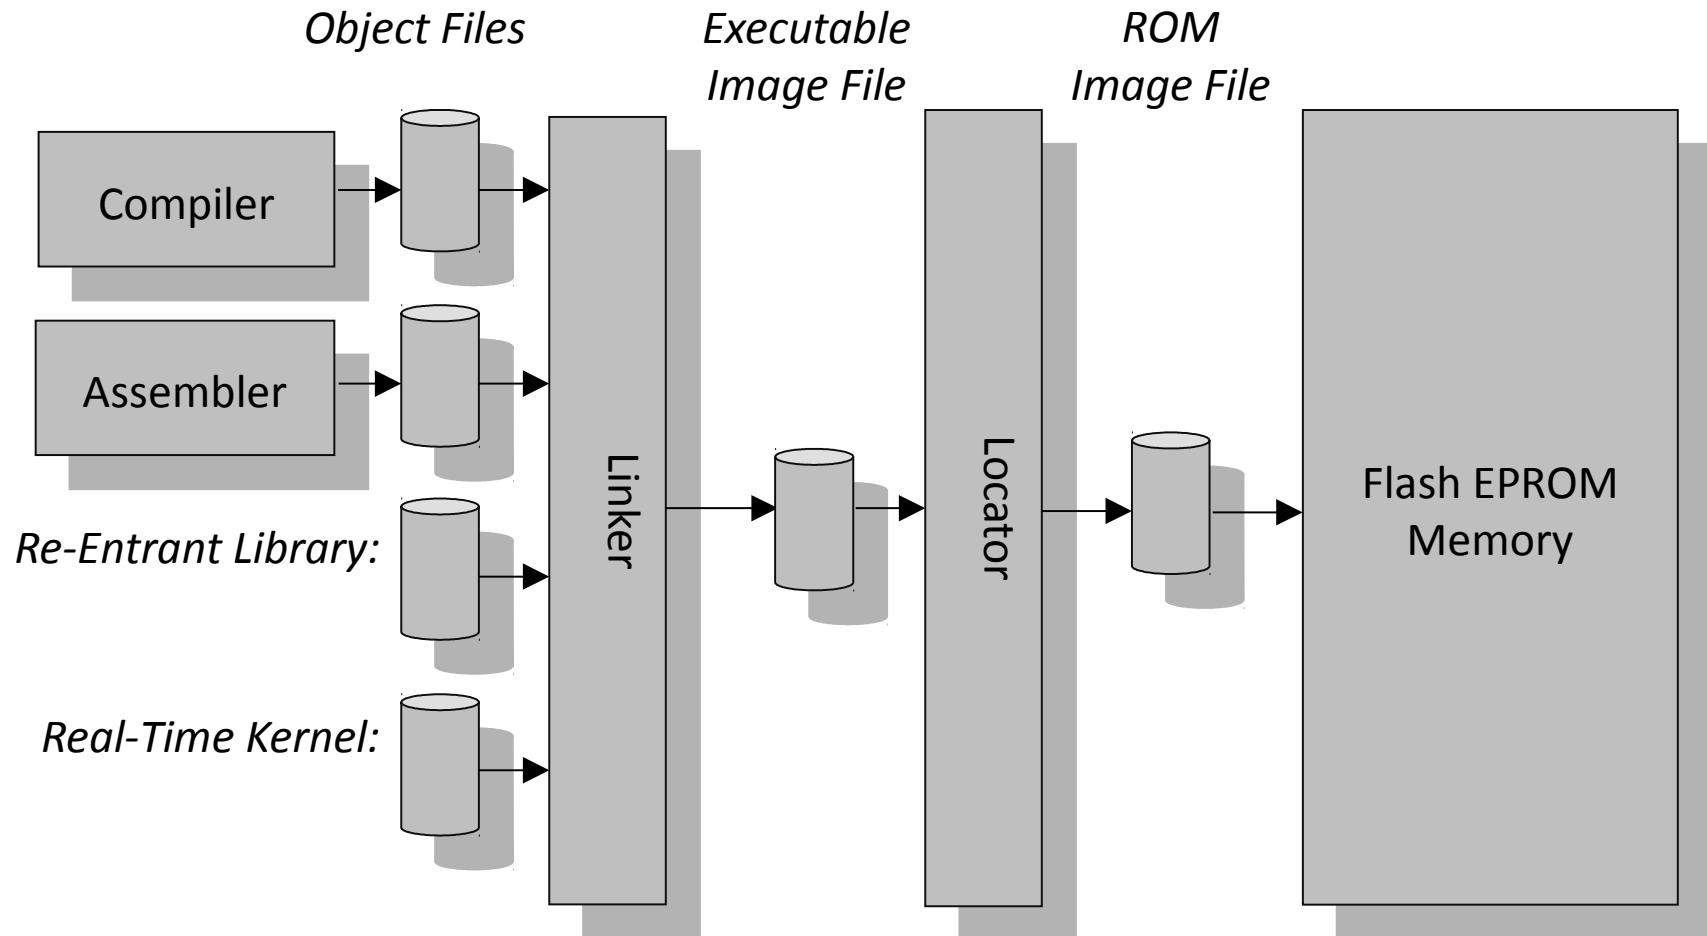 Object Files
Executable
Image File
ROM
Image File
Compiler
Assembler
Re-Entrant Library:
Real-Time Kernel:
Linker
Locator
Flash EPROM
Memory